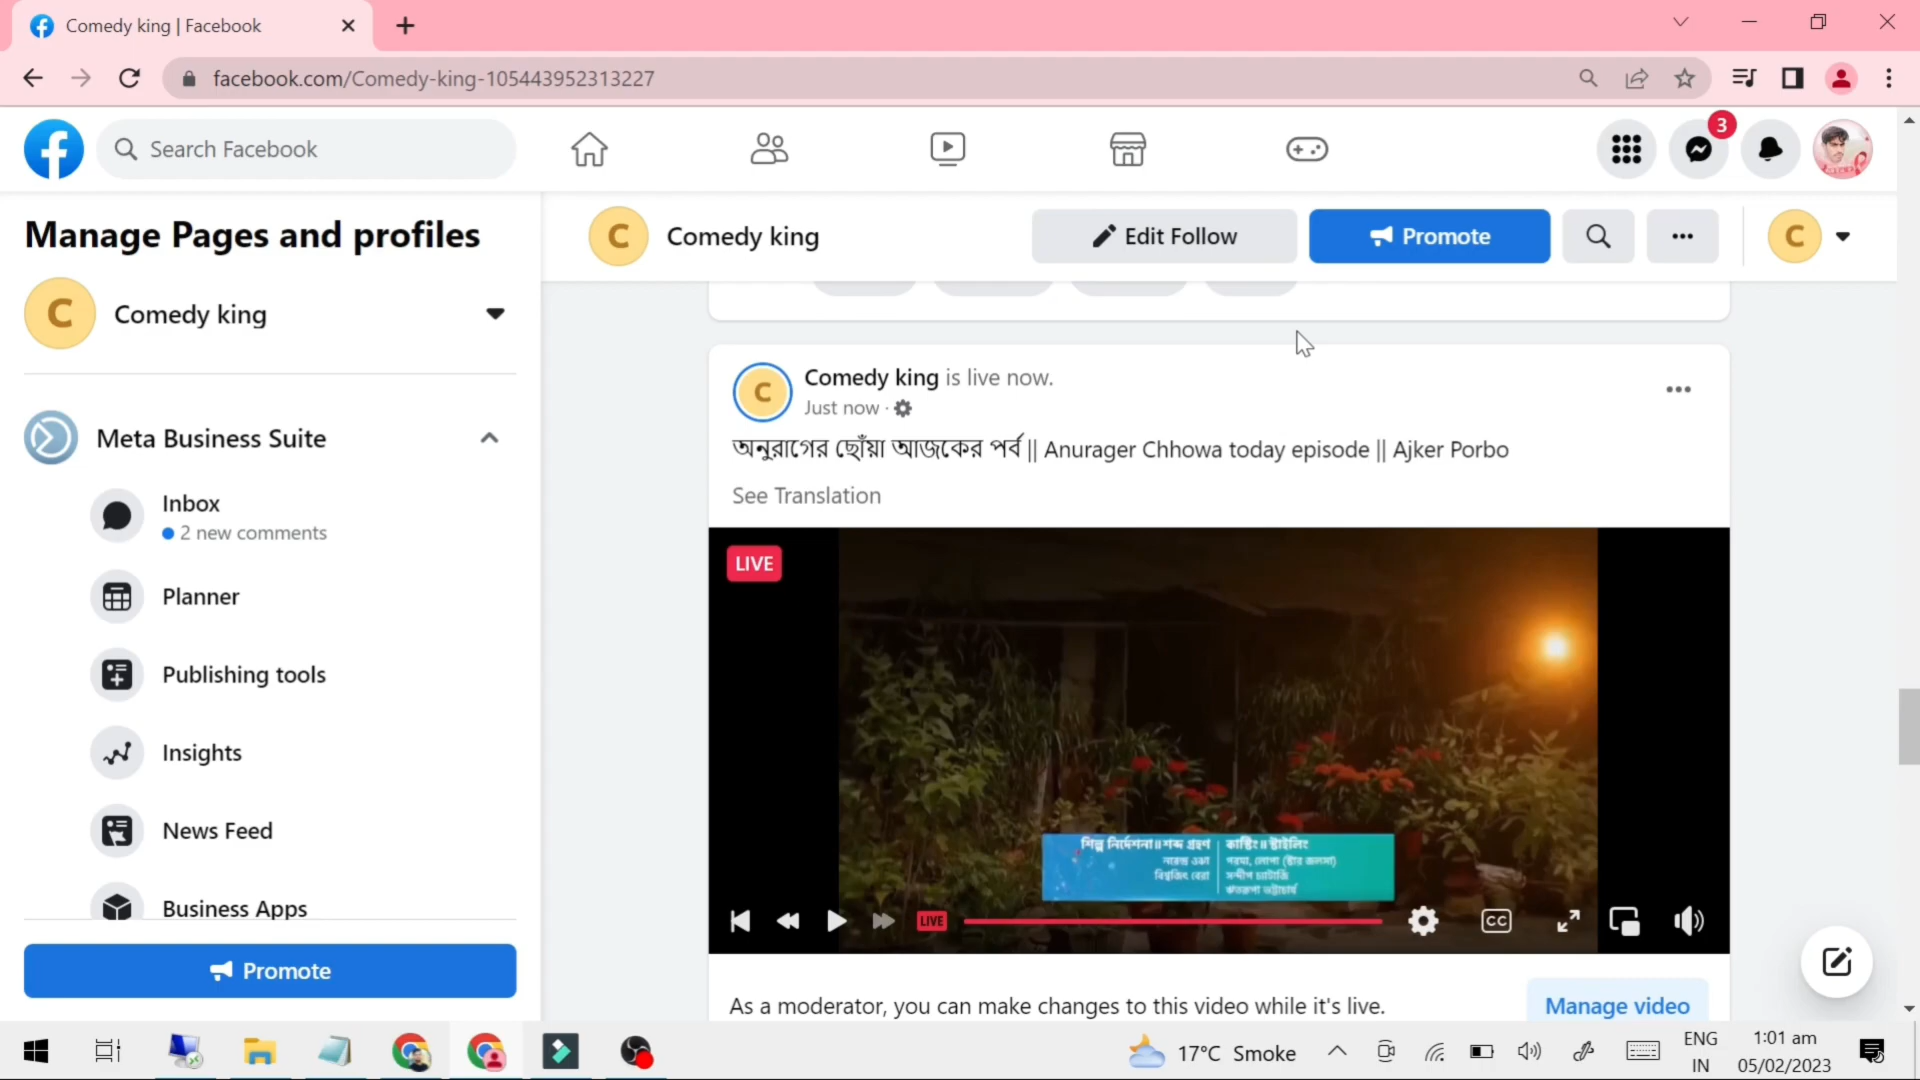 Comedy king | Facebook
facebook.com/Comedy-king-105443952313227
Search Facebook
3
Manage Pages and profiles
C
Comedy king
Edit Follow
Promote
C
C
Comedy king
Meta Business Suite
Inbox
2 new comments
Planner
Publishing tools
Insights
News Feed
Business Apps
Promote
C
Comedy king is live now.
Just now ·
অনুরাগের ছোঁয়া আজকের পর্ব || Anurager Chhowa today episode || Ajker Porbo
See Translation
LIVE
শিল্প নির্দেশনা॥শব্দ গ্রহণ
কাস্টিং॥ষ্টাইলিং
LIVE
CC
As a moderator, you can make changes to this video while it's live.
Manage video
17°C Smoke
ENG
IN
1:01 am
05/02/2023